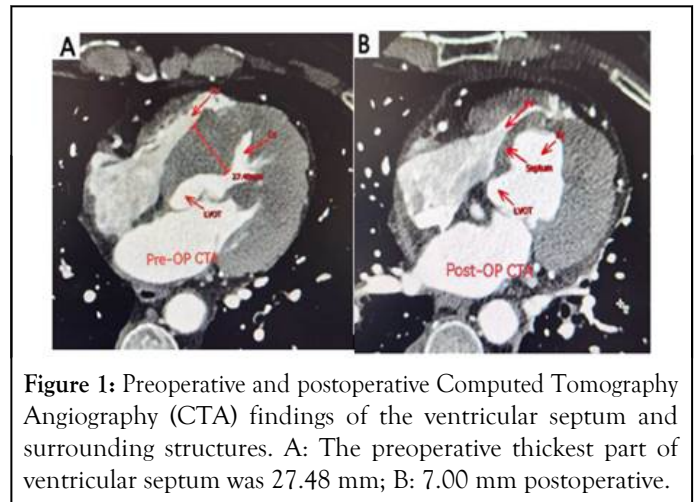 A
B
27.48mm
LVOT
Pre-OP CTA
Septum
LVOT
Post-OP CTA
Figure 1: Preoperative and postoperative Computed Tomography
Angiography (CTA) findings of the ventricular septum and
surrounding structures. A: The preoperative thickest part of
ventricular septum was 27.48 mm; B: 7.00 mm postoperative.